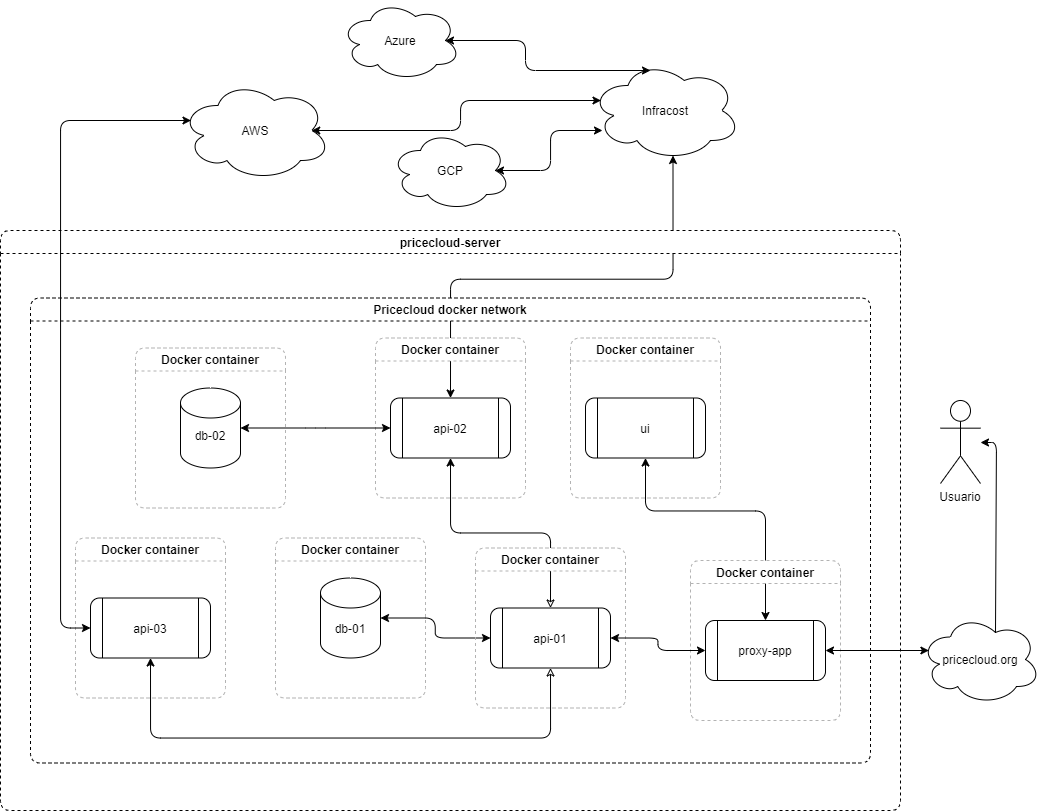 Azure
Infracost
AWS
GCP
pricecloud-server
Pricecloud docker network
Docker container
Docker container
Docker container
db-02
api-02
ui
Usuario
Docker container
Docker container
Docker container
Docker container
api-03
db-01
api-01
proxy-app
pricecloud.org